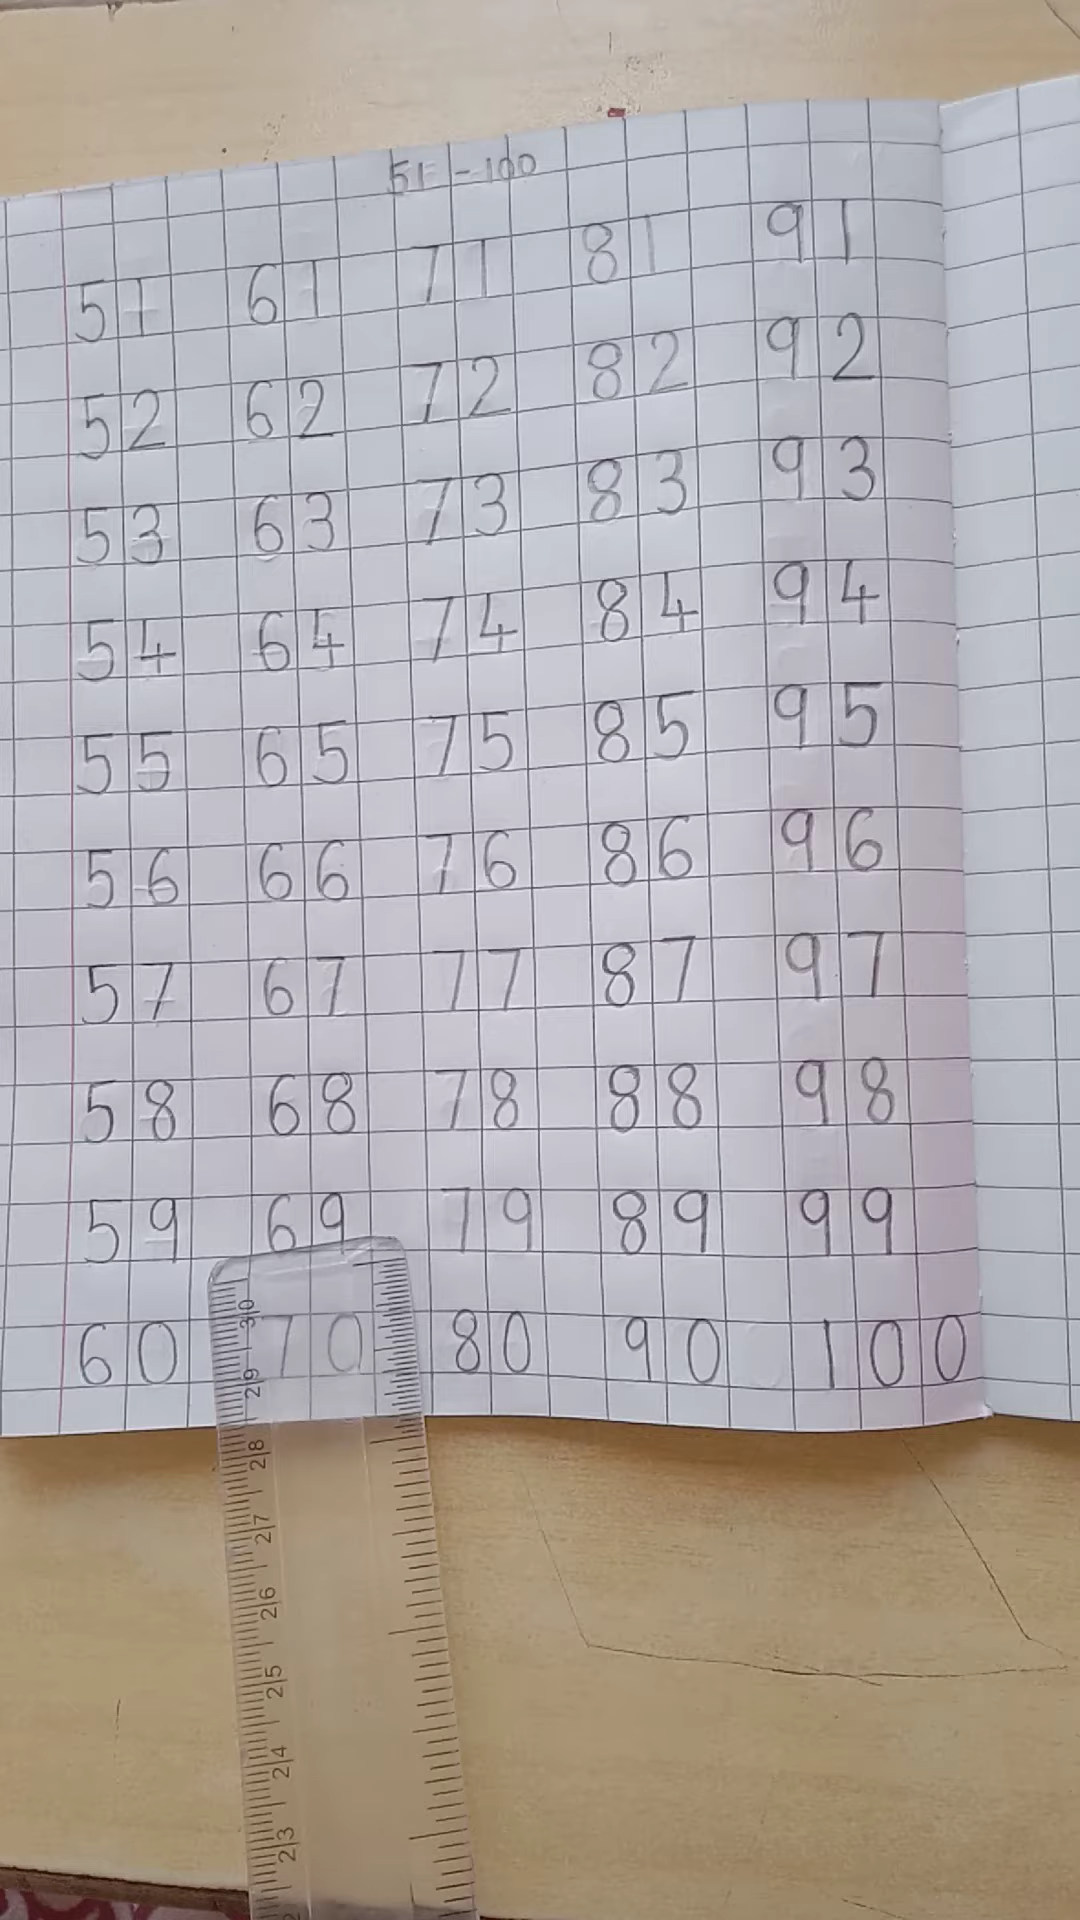 51-100
51 61 71 81 91
52 62 72 82 92
53 63 73 83 93
54 64 74 84 94
55 65 75 85 95
56 66 76 86 96
57 67 77 87 97
58 68 78 88 98
59 69 79 89 99
60 70 80 90 100
30
29
28
27
26
25
24
23